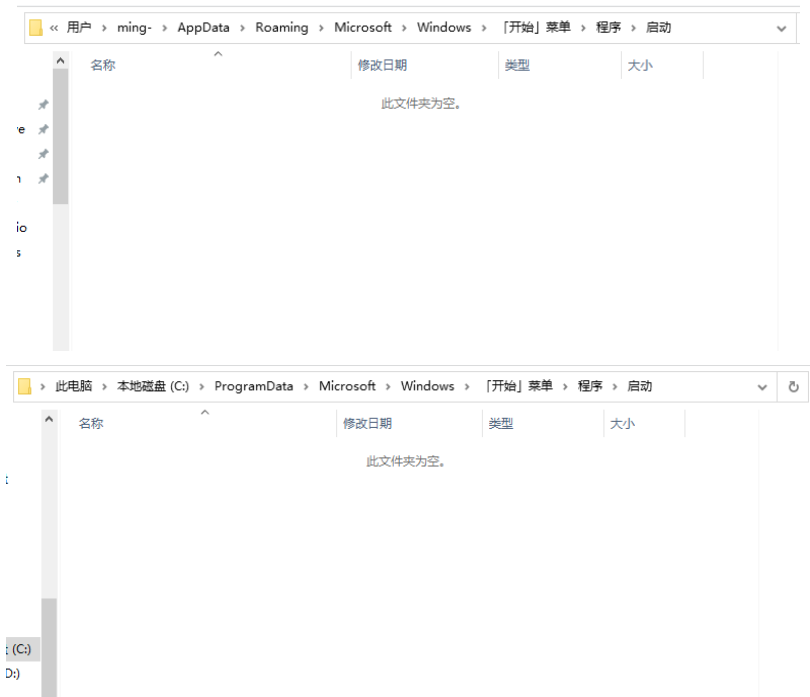 « 用户 › ming- › AppData › Roaming › Microsoft › Windows › 「开始」菜单 › 程序 › 启动
名称 修改日期 类型 大小
此文件夹为空。
io
s
› 此电脑 › 本地磁盘 (C:) › ProgramData › Microsoft › Windows › 「开始」菜单 › 程序 › 启动
名称 修改日期 类型 大小
此文件夹为空。
t
(C:)
D:)